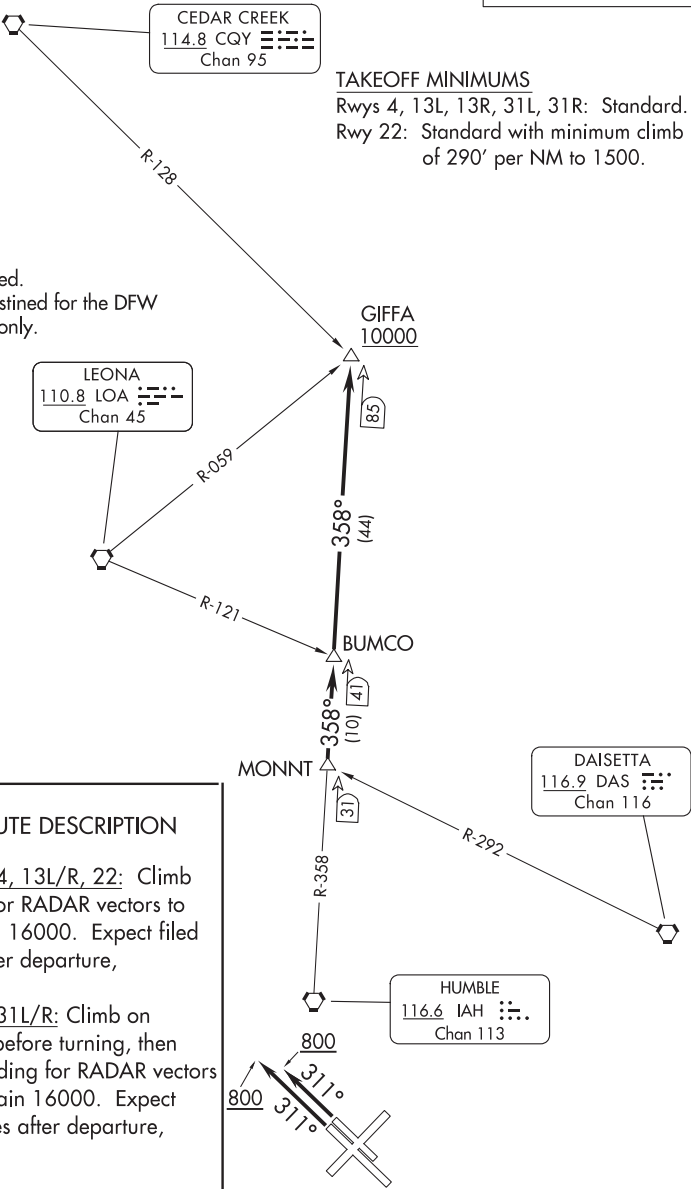 CEDAR CREEK
114.8 CQY
Chan 95
TAKEOFF MINIMUMS
Rwys 4, 13L, 13R, 31L, 31R: Standard.
Rwy 22: Standard with minimum climb
of 290' per NM to 1500.
R-128
ed.
stined for the DFW
only.
GIFFA
10000
LEONA
110.8 LOA
Chan 45
85
R-059
358°
(44)
R-121
BUMCO
41
358°
(10)
MONNT
31
DAISETTA
116.9 DAS
Chan 116
R-292
R-358
UTE DESCRIPTION
4, 13L/R, 22: Climb
or RADAR vectors to
16000. Expect filed
er departure,
31L/R: Climb on
before turning, then
ding for RADAR vectors
ain 16000. Expect
es after departure,
HUMBLE
116.6 IAH
Chan 113
800
311°
800
311°